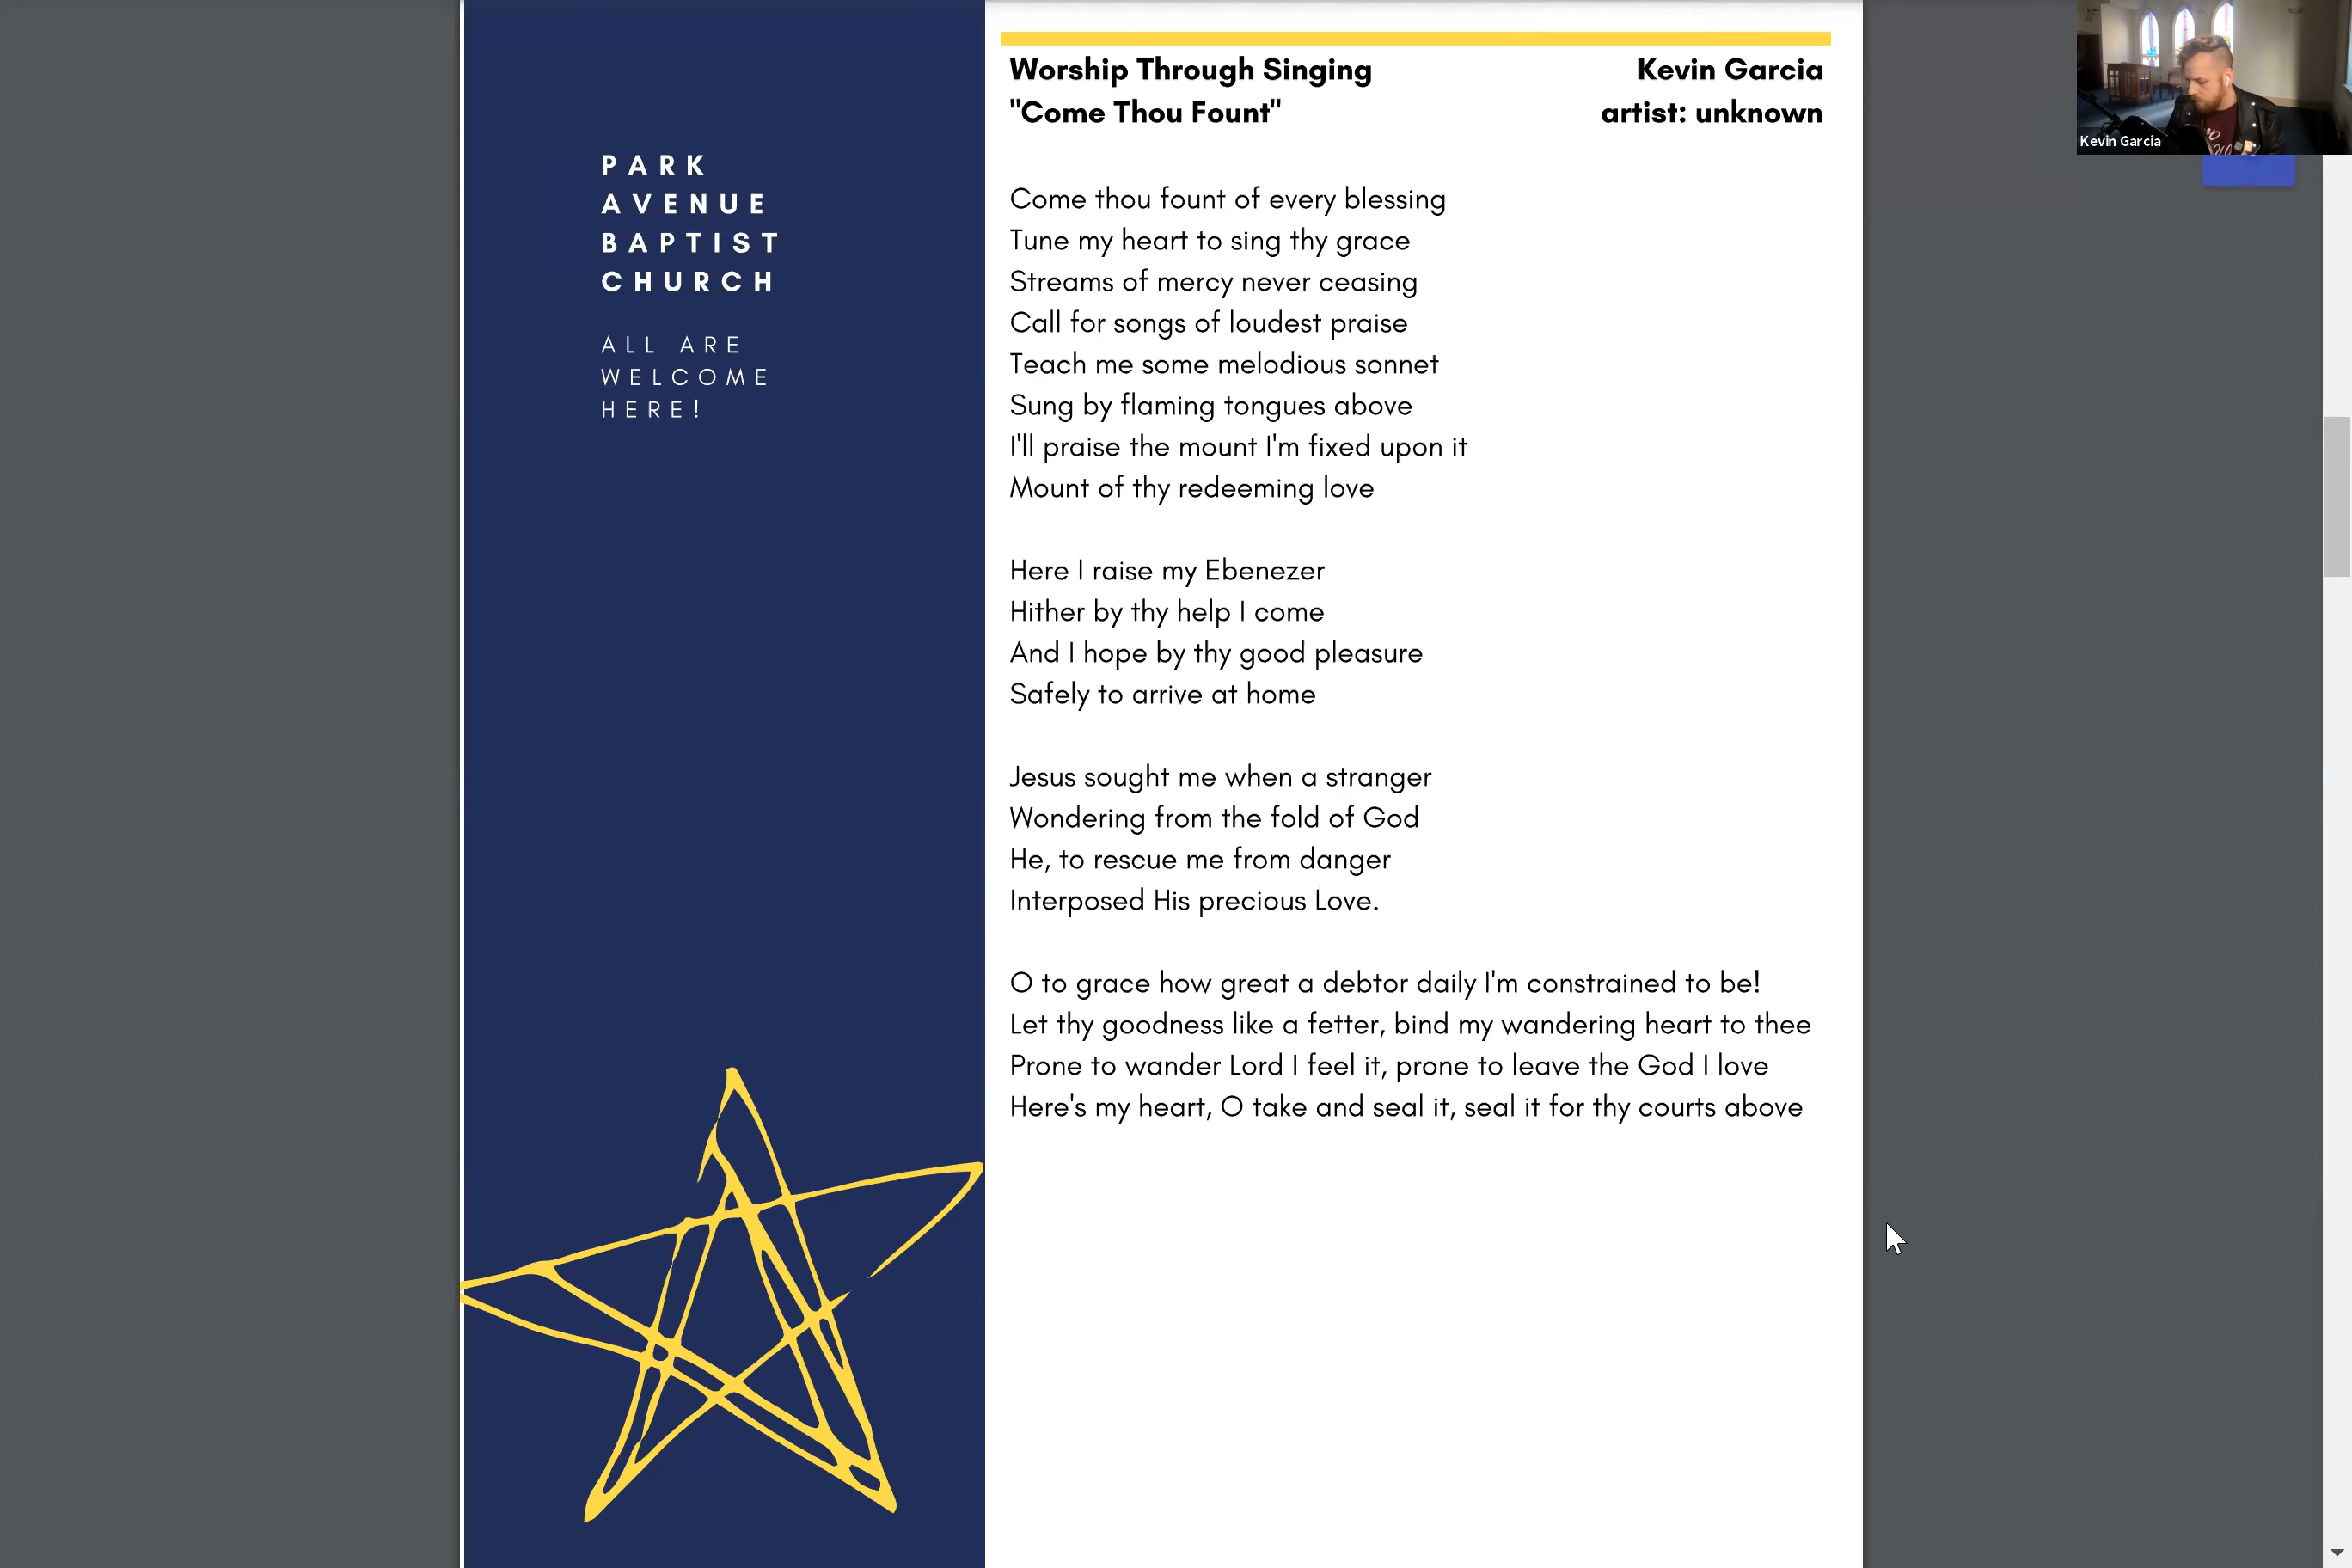 PARK
AVENUE
BAPTIST
CHURCH
ALL ARE
WELCOME
HERE!
Worship Through Singing
"Come Thou Fount"
Kevin Garcia
artist: unknown
Come thou fount of every blessing
Tune my heart to sing thy grace
Streams of mercy never ceasing
Call for songs of loudest praise
Teach me some melodious sonnet
Sung by flaming tongues above
I'll praise the mount I'm fixed upon it
Mount of thy redeeming love
Here I raise my Ebenezer
Hither by thy help I come
And I hope by thy good pleasure
Safely to arrive at home
Jesus sought me when a stranger
Wondering from the fold of God
He, to rescue me from danger
Interposed His precious Love.
O to grace how great a debtor daily I'm constrained to be!
Let thy goodness like a fetter, bind my wandering heart to thee
Prone to wander Lord I feel it, prone to leave the God I love
Here's my heart, O take and seal it, seal it for thy courts above
Kevin Garcia